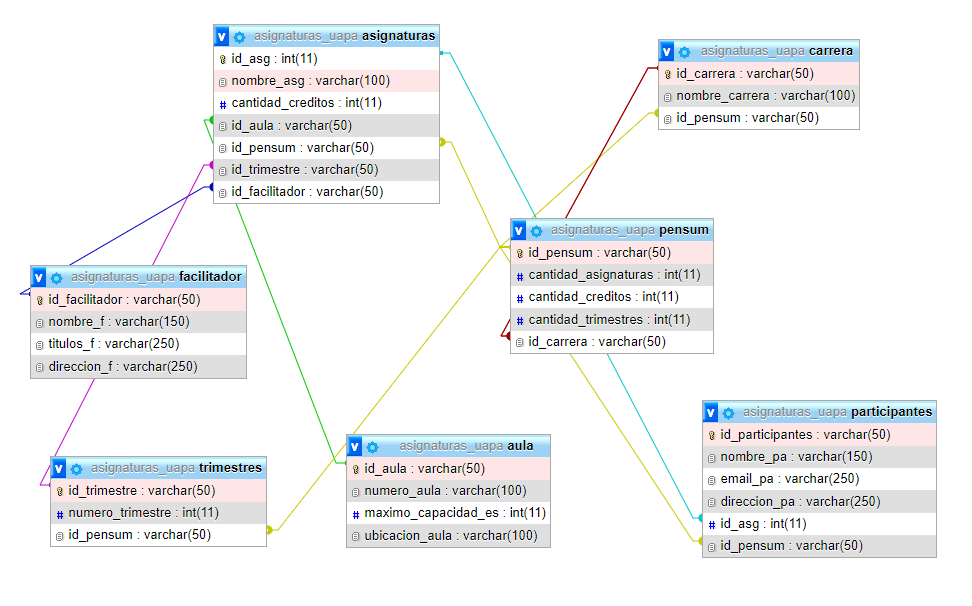 asignaturas_uapa asignaturas
id_asg : int(11)
nombre_asg : varchar(100)
# cantidad_creditos : int(11)
id_aula : varchar(50)
id_pensum : varchar(50)
id_trimestre : varchar(50)
id_facilitador : varchar(50)
asignaturas_uapa carrera
id_carrera : varchar(50)
nombre_carrera : varchar(100)
id_pensum : varchar(50)
asignaturas_uapa pensum
id_pensum : varchar(50)
# cantidad_asignaturas : int(11)
# cantidad_creditos : int(11)
# cantidad_trimestres : int(11)
id_carrera : varchar(50)
asignaturas_uapa facilitador
id_facilitador : varchar(50)
nombre_f : varchar(150)
titulos_f : varchar(250)
direccion_f : varchar(250)
asignaturas_uapa trimestres
id_trimestre : varchar(50)
# numero_trimestre : int(11)
id_pensum : varchar(50)
asignaturas_uapa aula
id_aula : varchar(50)
numero_aula : varchar(100)
# maximo_capacidad_es : int(11)
ubicacion_aula : varchar(100)
asignaturas_uapa participantes
id_participantes : varchar(50)
nombre_pa : varchar(150)
email_pa : varchar(250)
direccion_pa : varchar(250)
# id_asg : int(11)
id_pensum : varchar(50)